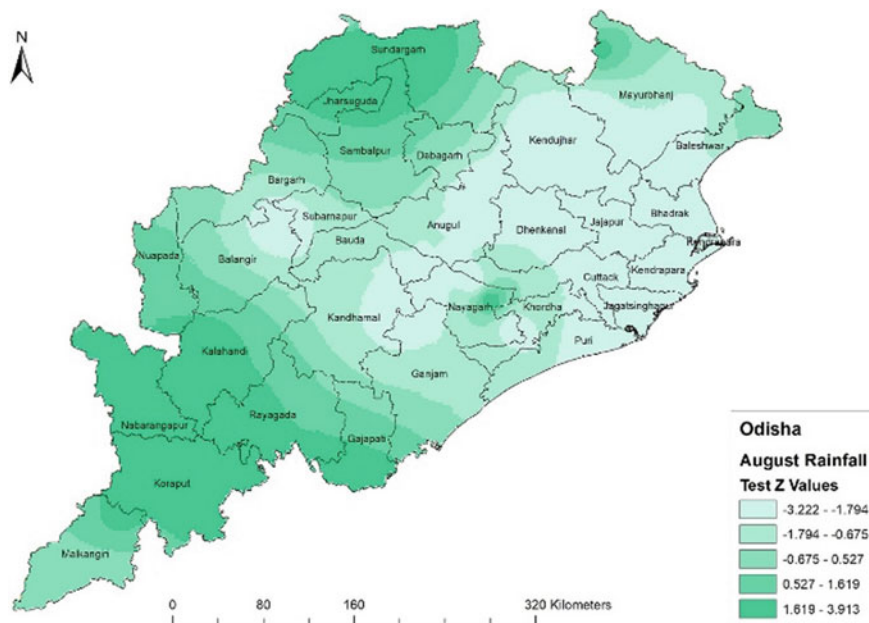 N
Sundargarh
Jharsuguda
Mayurbhanj
Sambalpur
Dabagarh
Kendujhar
Baleshwar
Bargarh
Subarnapur
Anugul
Dhenkanal
Jajapur
Bhadrak
Nuapada
Balangir
Bauda
Cuttack
Kendrapara
Kandhamal
Nayagarh
Khordha
Jagatsinghapur
Kalahandi
Puri
Ganjam
Nabarangapur
Rayagada
Gajapati
Koraput
Malkangiri
0 80 160 320 Kilometers
Odisha
August Rainfall
Test Z Values
-3.222 - -1.794
-1.794 - -0.675
-0.675 - 0.527
0.527 - 1.619
1.619 - 3.913